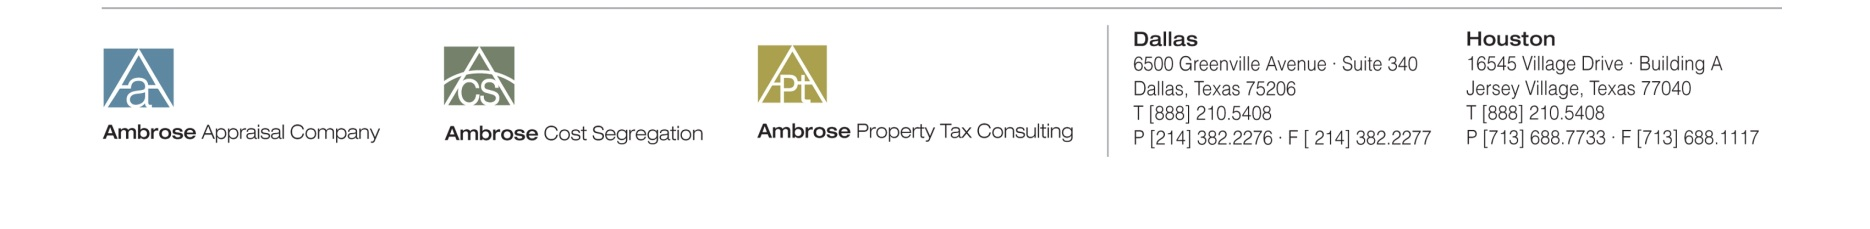 a
Ambrose Appraisal Company
CS
Ambrose Cost Segregation
Pt
Ambrose Property Tax Consulting
Dallas
6500 Greenville Avenue · Suite 340
Dallas, Texas 75206
T [888] 210.5408
P [214] 382.2276 · F [ 214] 382.2277
Houston
16545 Village Drive · Building A
Jersey Village, Texas 77040
T [888] 210.5408
P [713] 688.7733 · F [713] 688.1117